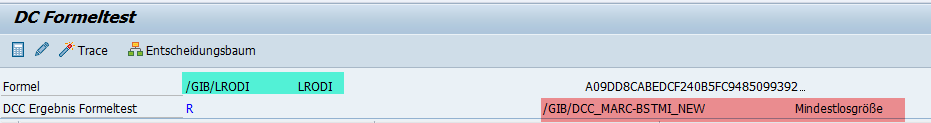 DC Formeltest
Trace Entscheidungsbaum
Formel /GIB/LRODI LRODI A09DD8CABEDCF240B5FC9485099392...
DCC Ergebnis Formeltest R /GIB/DCC_MARC-BSTMI_NEW Mindestlosgröße